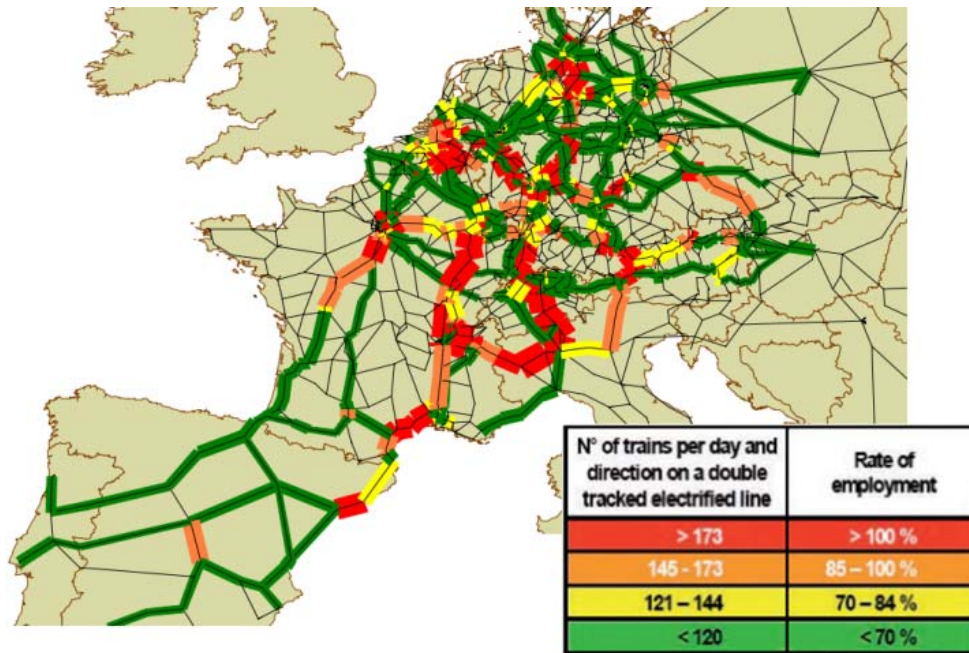 N° of trains per day and
direction on a double
tracked electrified line
Rate of
employment
> 173
> 100 %
145 - 173
85 – 100 %
121 – 144
70 – 84 %
< 120
< 70 %